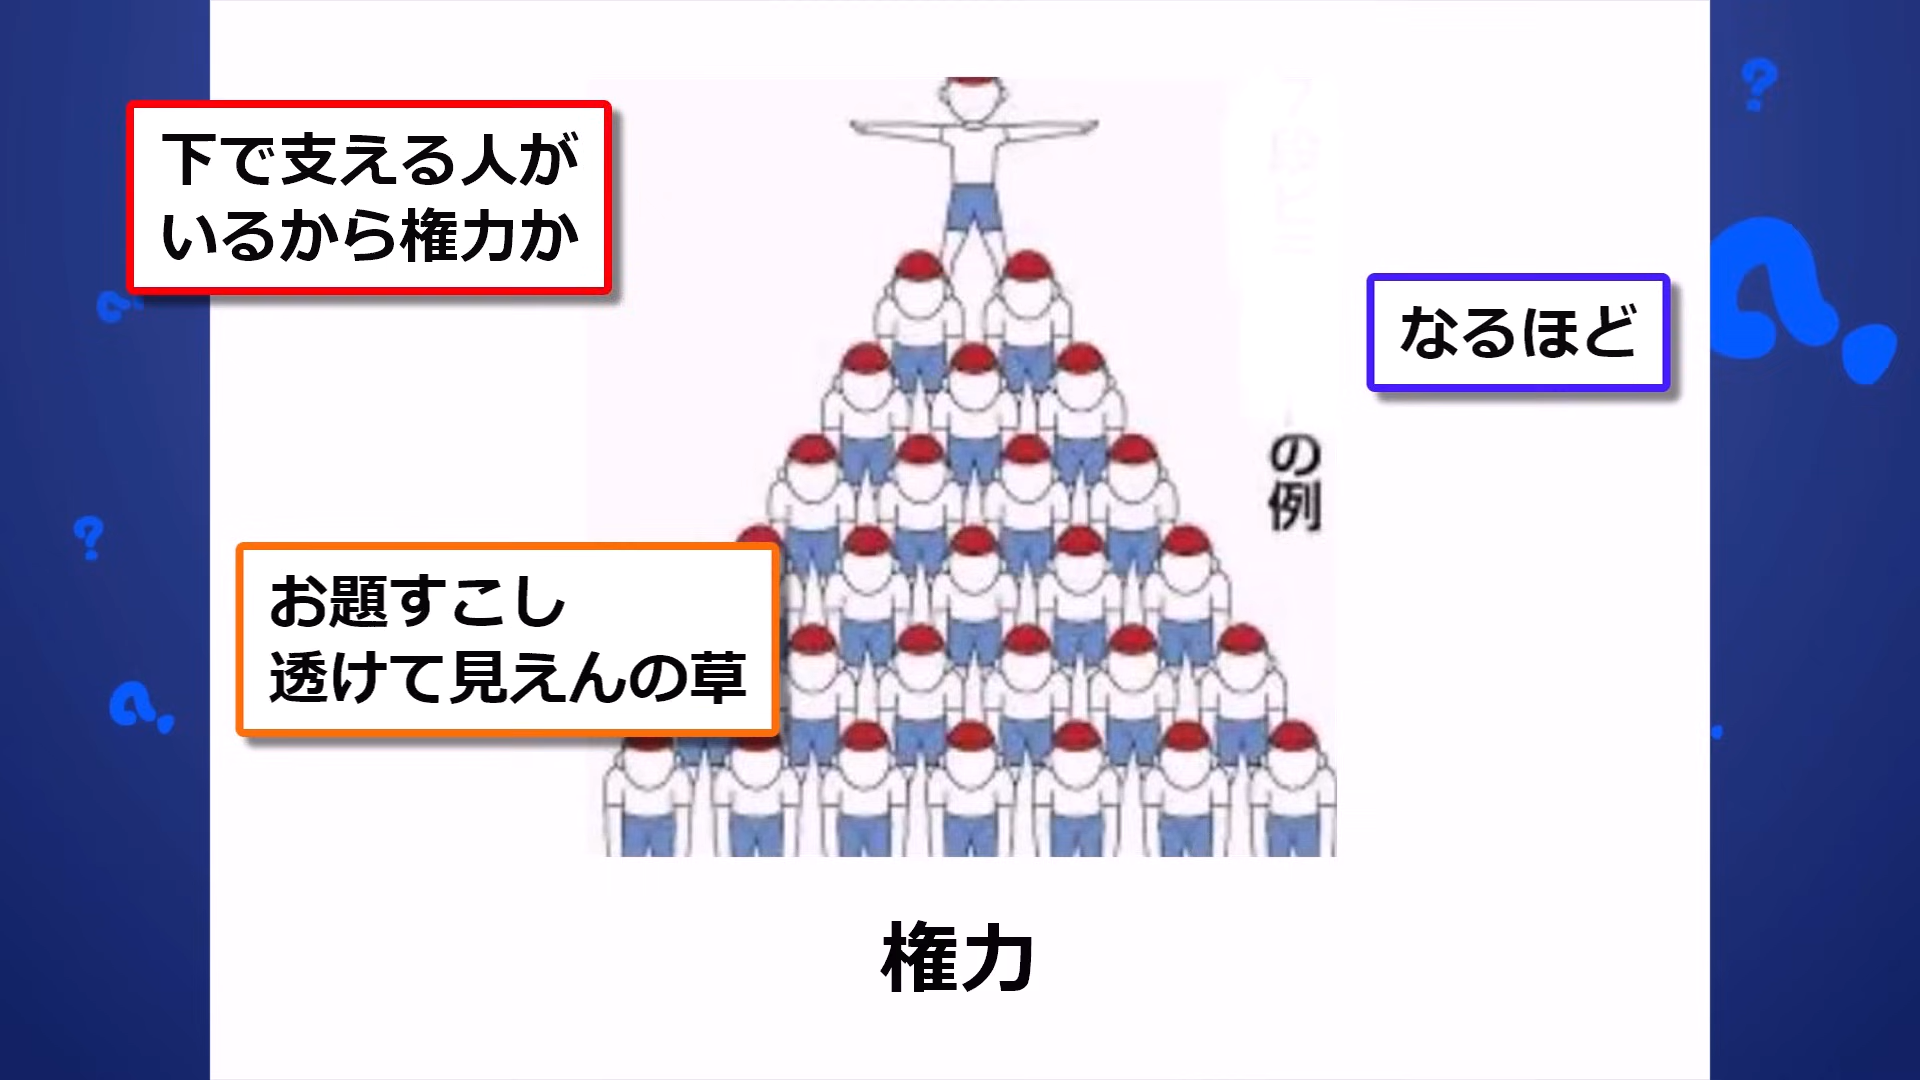 下で支える人が
いるから権力か
なるほど
の例
お題すこし
透けて見えんの草
権力